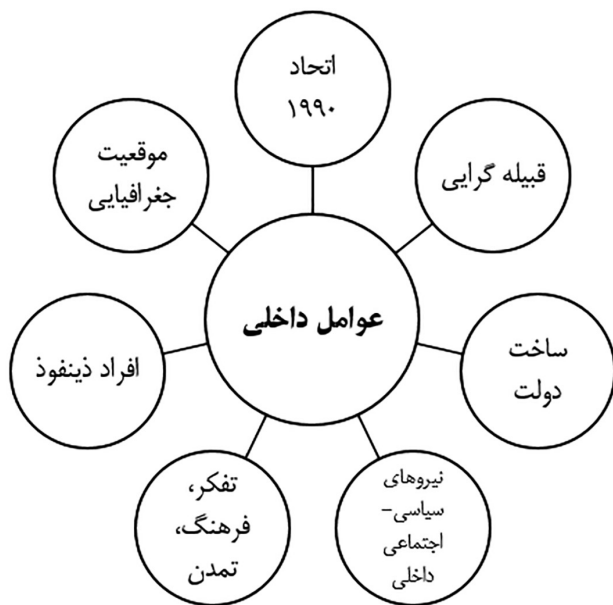 اتحاد
۱۹۹۰
قبیله گرایی
ساخت
دولت
نیروهای
سیاسی-
اجتماعی
داخلی
تفکر،
فرهنگ،
تمدن
افراد ذینفوذ
موقعیت
جغرافیایی
عوامل داخلی